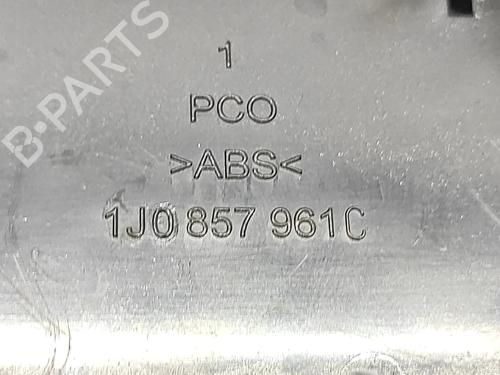 B-PARTS
1
PCO
>ABS<
1J0 857 961C